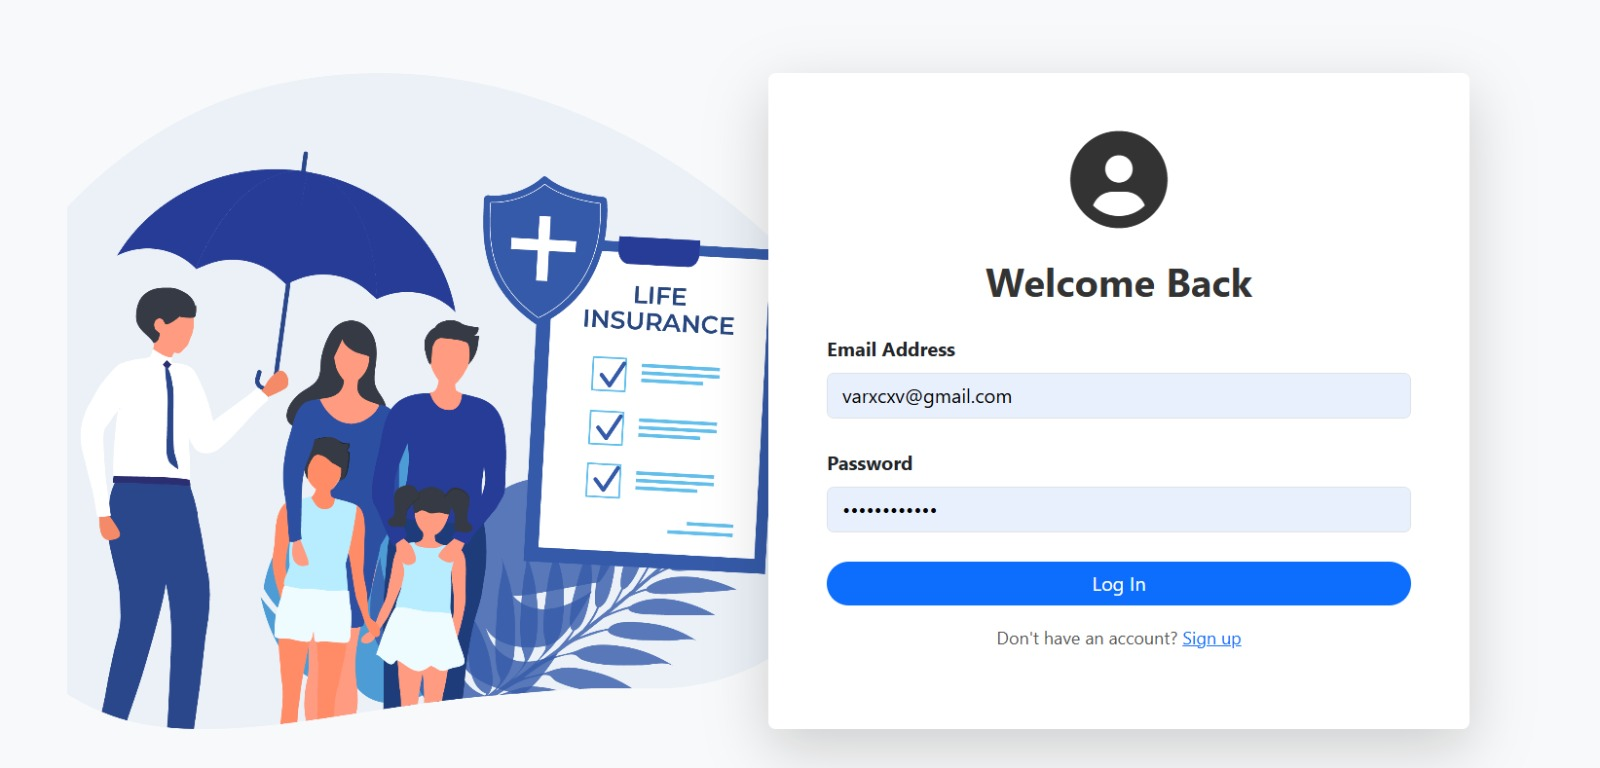 LIFE
INSURANCE
Welcome Back
Email Address
varxcxv@gmail.com
Password
••••••••••••
Log In
Don't have an account? Sign up